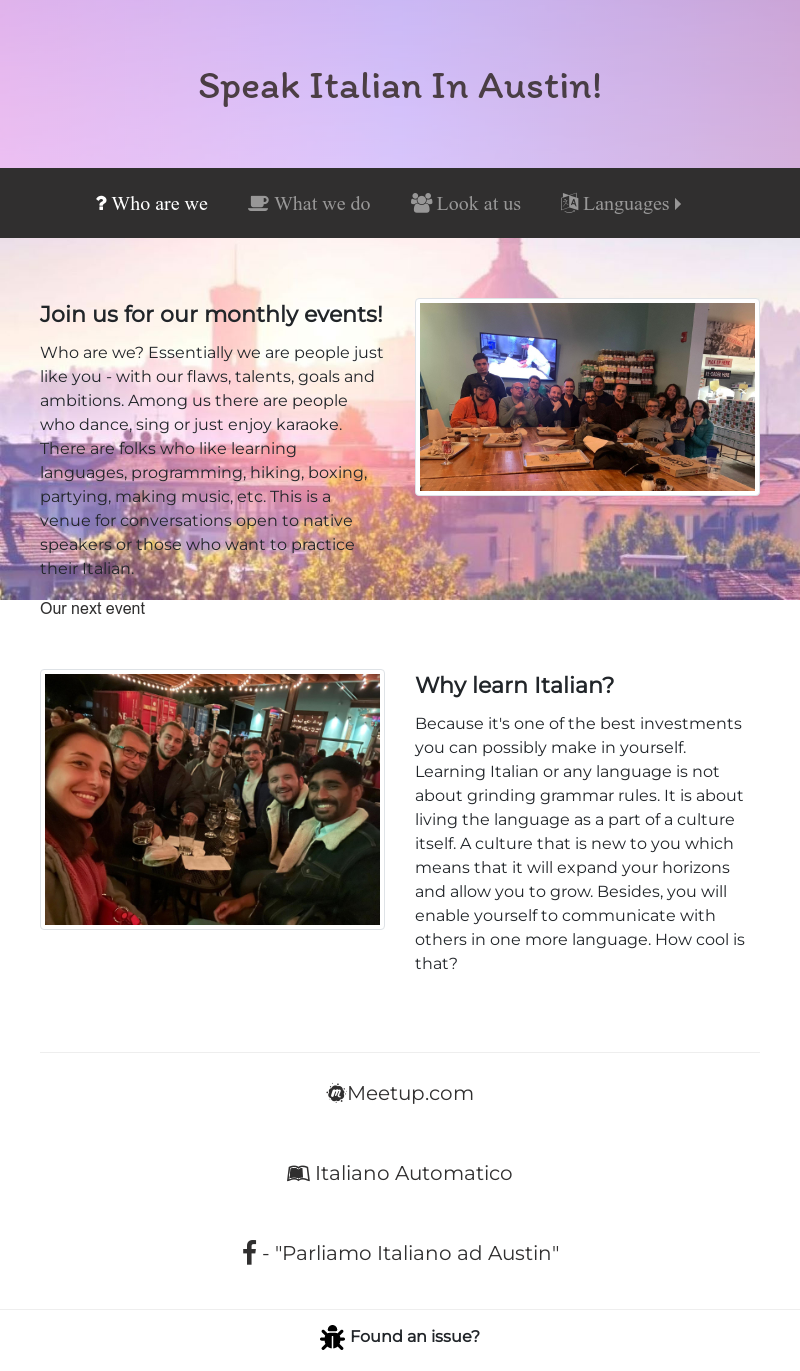 Speak Italian In Austin!
Who are we
What we do
Look at us
Languages
Join us for our monthly events!
Who are we? Essentially we are people just
like you - with our flaws, talents, goals and
ambitions. Among us there are people
who dance, sing or just enjoy karaoke.
There are folks who like learning
languages, programming, hiking, boxing,
partying, making music, etc. This is a
venue for conversations open to native
speakers or those who want to practice
their Italian.
Our next event
Why learn Italian?
Because it's one of the best investments
you can possibly make in yourself.
Learning Italian or any language is not
about grinding grammar rules. It is about
living the language as a part of a culture
itself. A culture that is new to you which
means that it will expand your horizons
and allow you to grow. Besides, you will
enable yourself to communicate with
others in one more language. How cool is
that?
Meetup.com
Italiano Automatico
- "Parliamo Italiano ad Austin"
Found an issue?